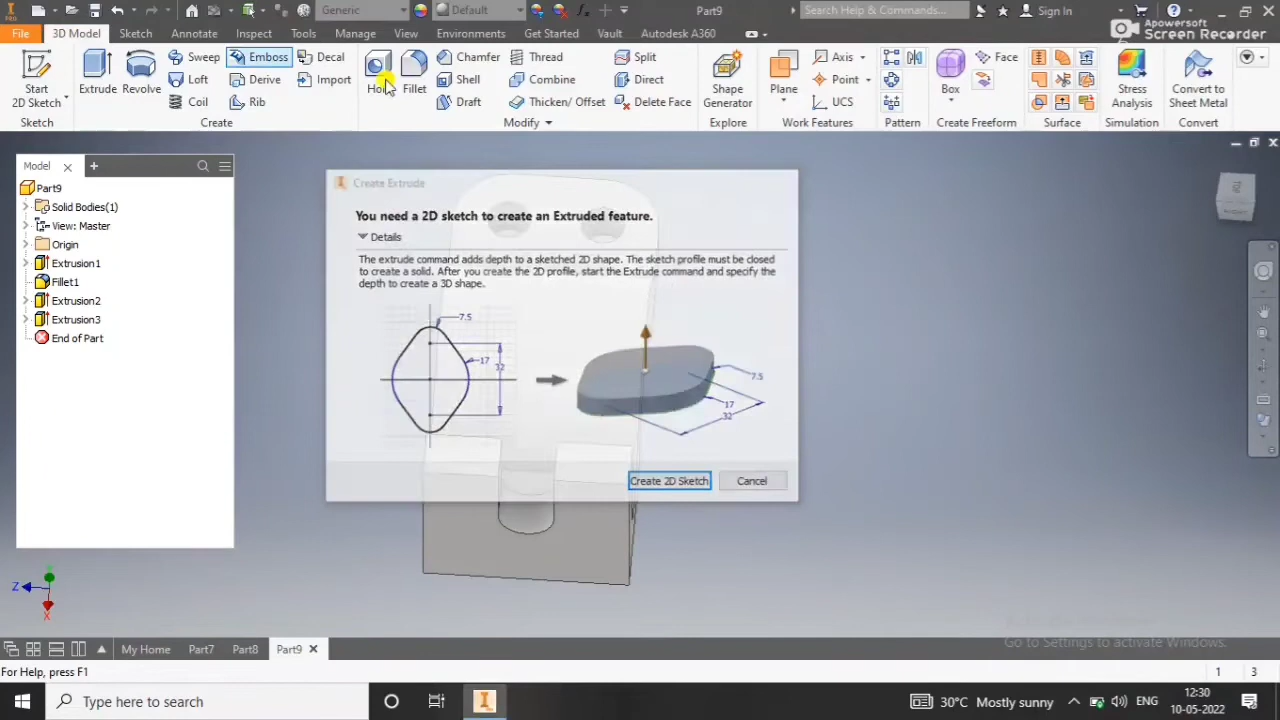 Generic
Default
Part9
Search Help & Commands...
Sign In
PRO
File
3D Model
Sketch
Annotate
Inspect
Tools
Manage
View
Environments
Get Started
Vault
Autodesk A360
Apowersoft
Screen Recorder
Start
2D Sketch
Extrude
Revolve
Sweep
Emboss
Decal
Loft
Derive
Import
Coil
Rib
Fillet
Chamfer
Thread
Split
Shell
Combine
Direct
Draft
Thicken/ Offset
Delete Face
Shape
Generator
Plane
Axis
Point
UCS
Box
Face
Stress
Analysis
Convert to
Sheet Metal
Sketch
Create
Modify
Explore
Work Features
Pattern
Create Freeform
Surface
Simulation
Convert
Model
Part9
Solid Bodies(1)
View: Master
Origin
Extrusion1
Fillet1
Extrusion2
Extrusion3
End of Part
Create Extrude
You need a 2D sketch to create an Extruded feature.
Details
The extrude command adds depth to a sketched 2D shape. The sketch profile must be closed
to create a solid. After you create the 2D profile, start the Extrude command and specify the
depth to create a 3D shape.
7.5
17
32
7.5
17
32
Create 2D Sketch
Cancel
RIGHT
Z
X
Go to Settings to activate Windows.
My Home
Part7
Part8
Part9
For Help, press F1
1
3
Type here to search
30°C Mostly sunny
ENG
12:30
10-05-2022